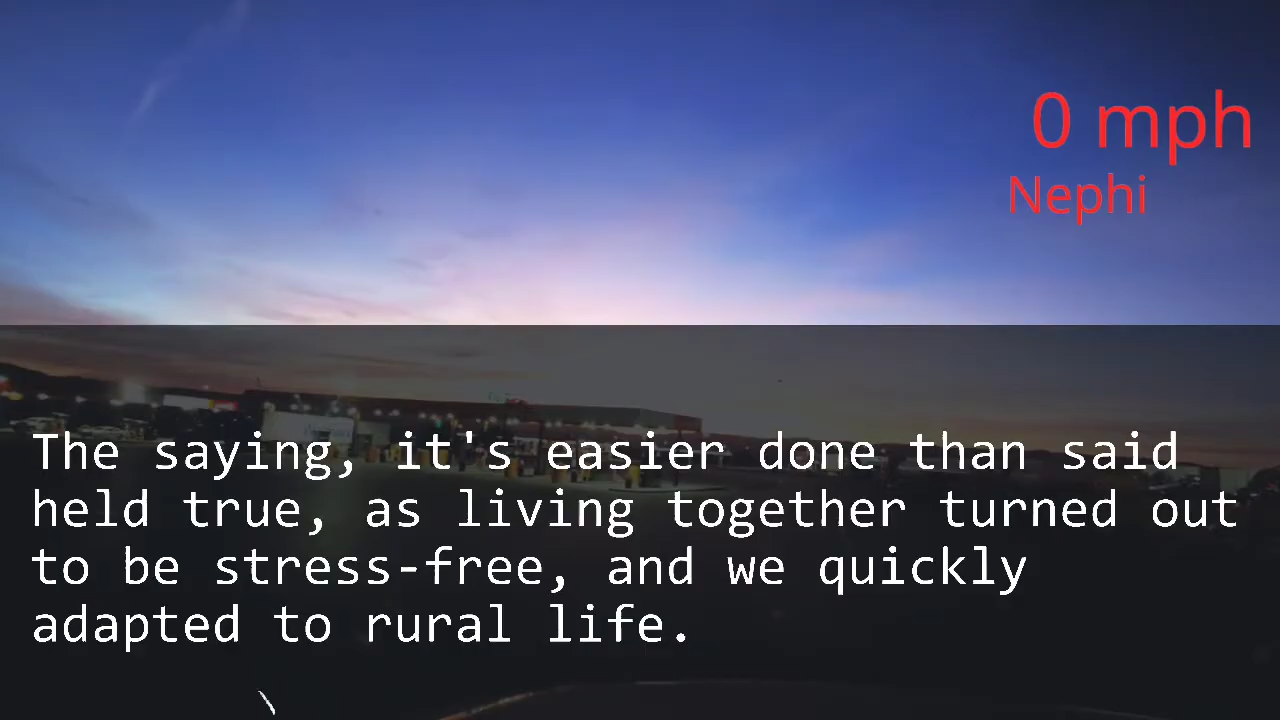 0 mph
Nephi
The saying, it's easier done than said
held true, as living together turned out
to be stress-free, and we quickly
adapted to rural life.